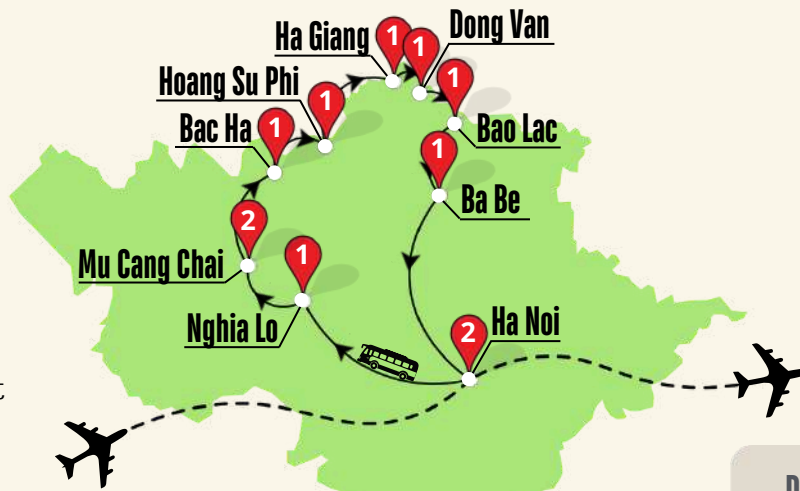 Ha Giang
1
1
Dong Van
Hoang Su Phi
1
1
Bac Ha
1
Bao Lac
1
Ba Be
2
Mu Cang Chai
1
Nghia Lo
2
Ha Noi
t
D